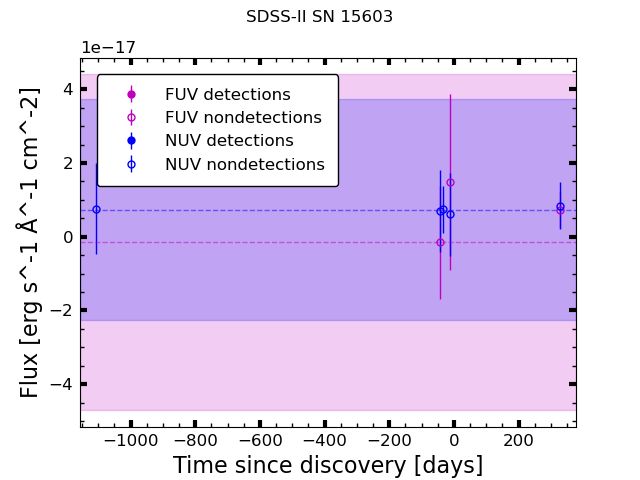 SDSS-II SN 15603
1e−17
FUV detections
FUV nondetections
NUV detections
NUV nondetections
4
2
0
−2
−4
Flux [erg s^-1 Å^-1 cm^-2]
−1000 −800 −600 −400 −200 0 200
Time since discovery [days]